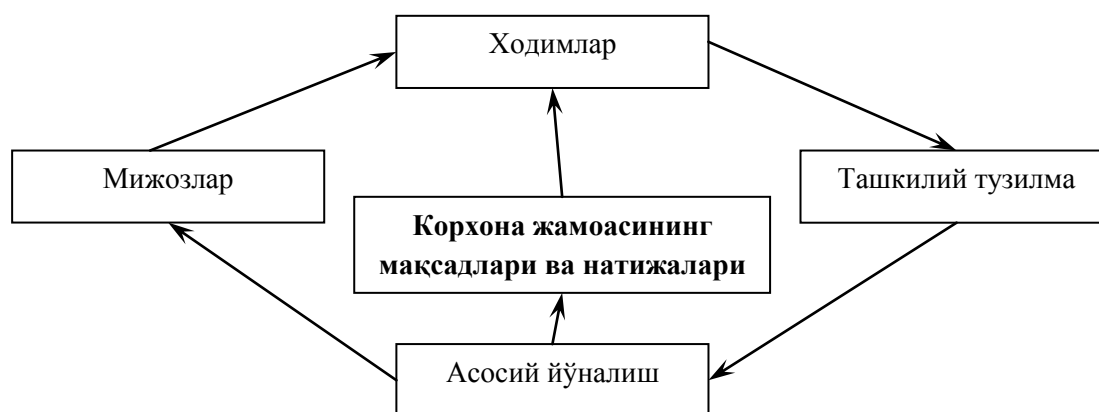 Ходимлар
Мижозлар
Ташкилий тузилма
Корхона жамоасининг
мақсадлари ва натижалари
Асосий йўналиш